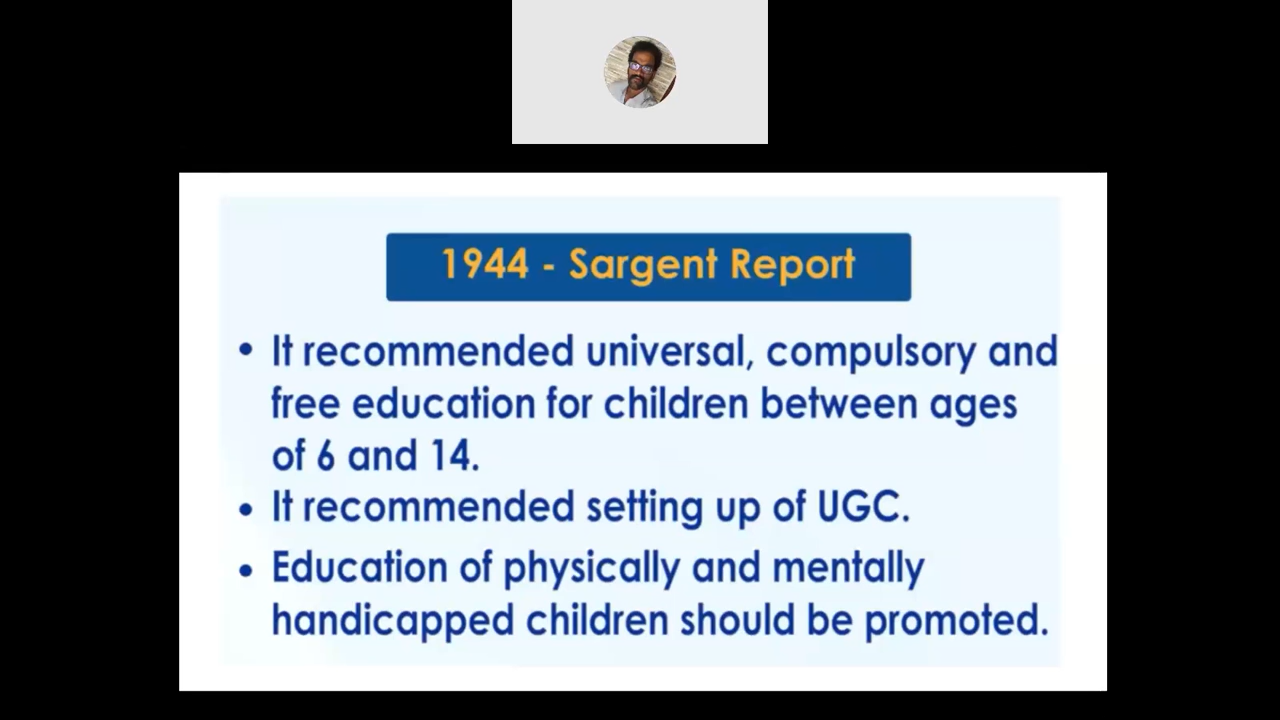 1944 - Sargent Report
• It recommended universal, compulsory and
free education for children between ages
of 6 and 14.
• It recommended setting up of UGC.
• Education of physically and mentally
handicapped children should be promoted.